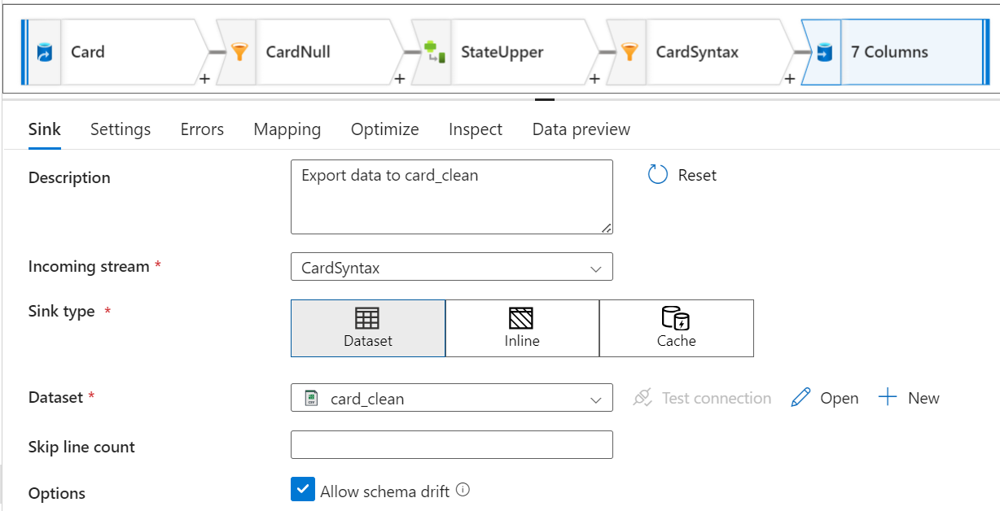 Card
CardNull
StateUpper
CardSyntax
7 Columns
+ + + +
Sink Settings Errors Mapping Optimize Inspect Data preview
Description
Export data to card_clean
Reset
Incoming stream *
CardSyntax
Sink type *
Dataset
Inline
Cache
Dataset *
card_clean
Test connection
Open
New
Skip line count
Options
Allow schema drift